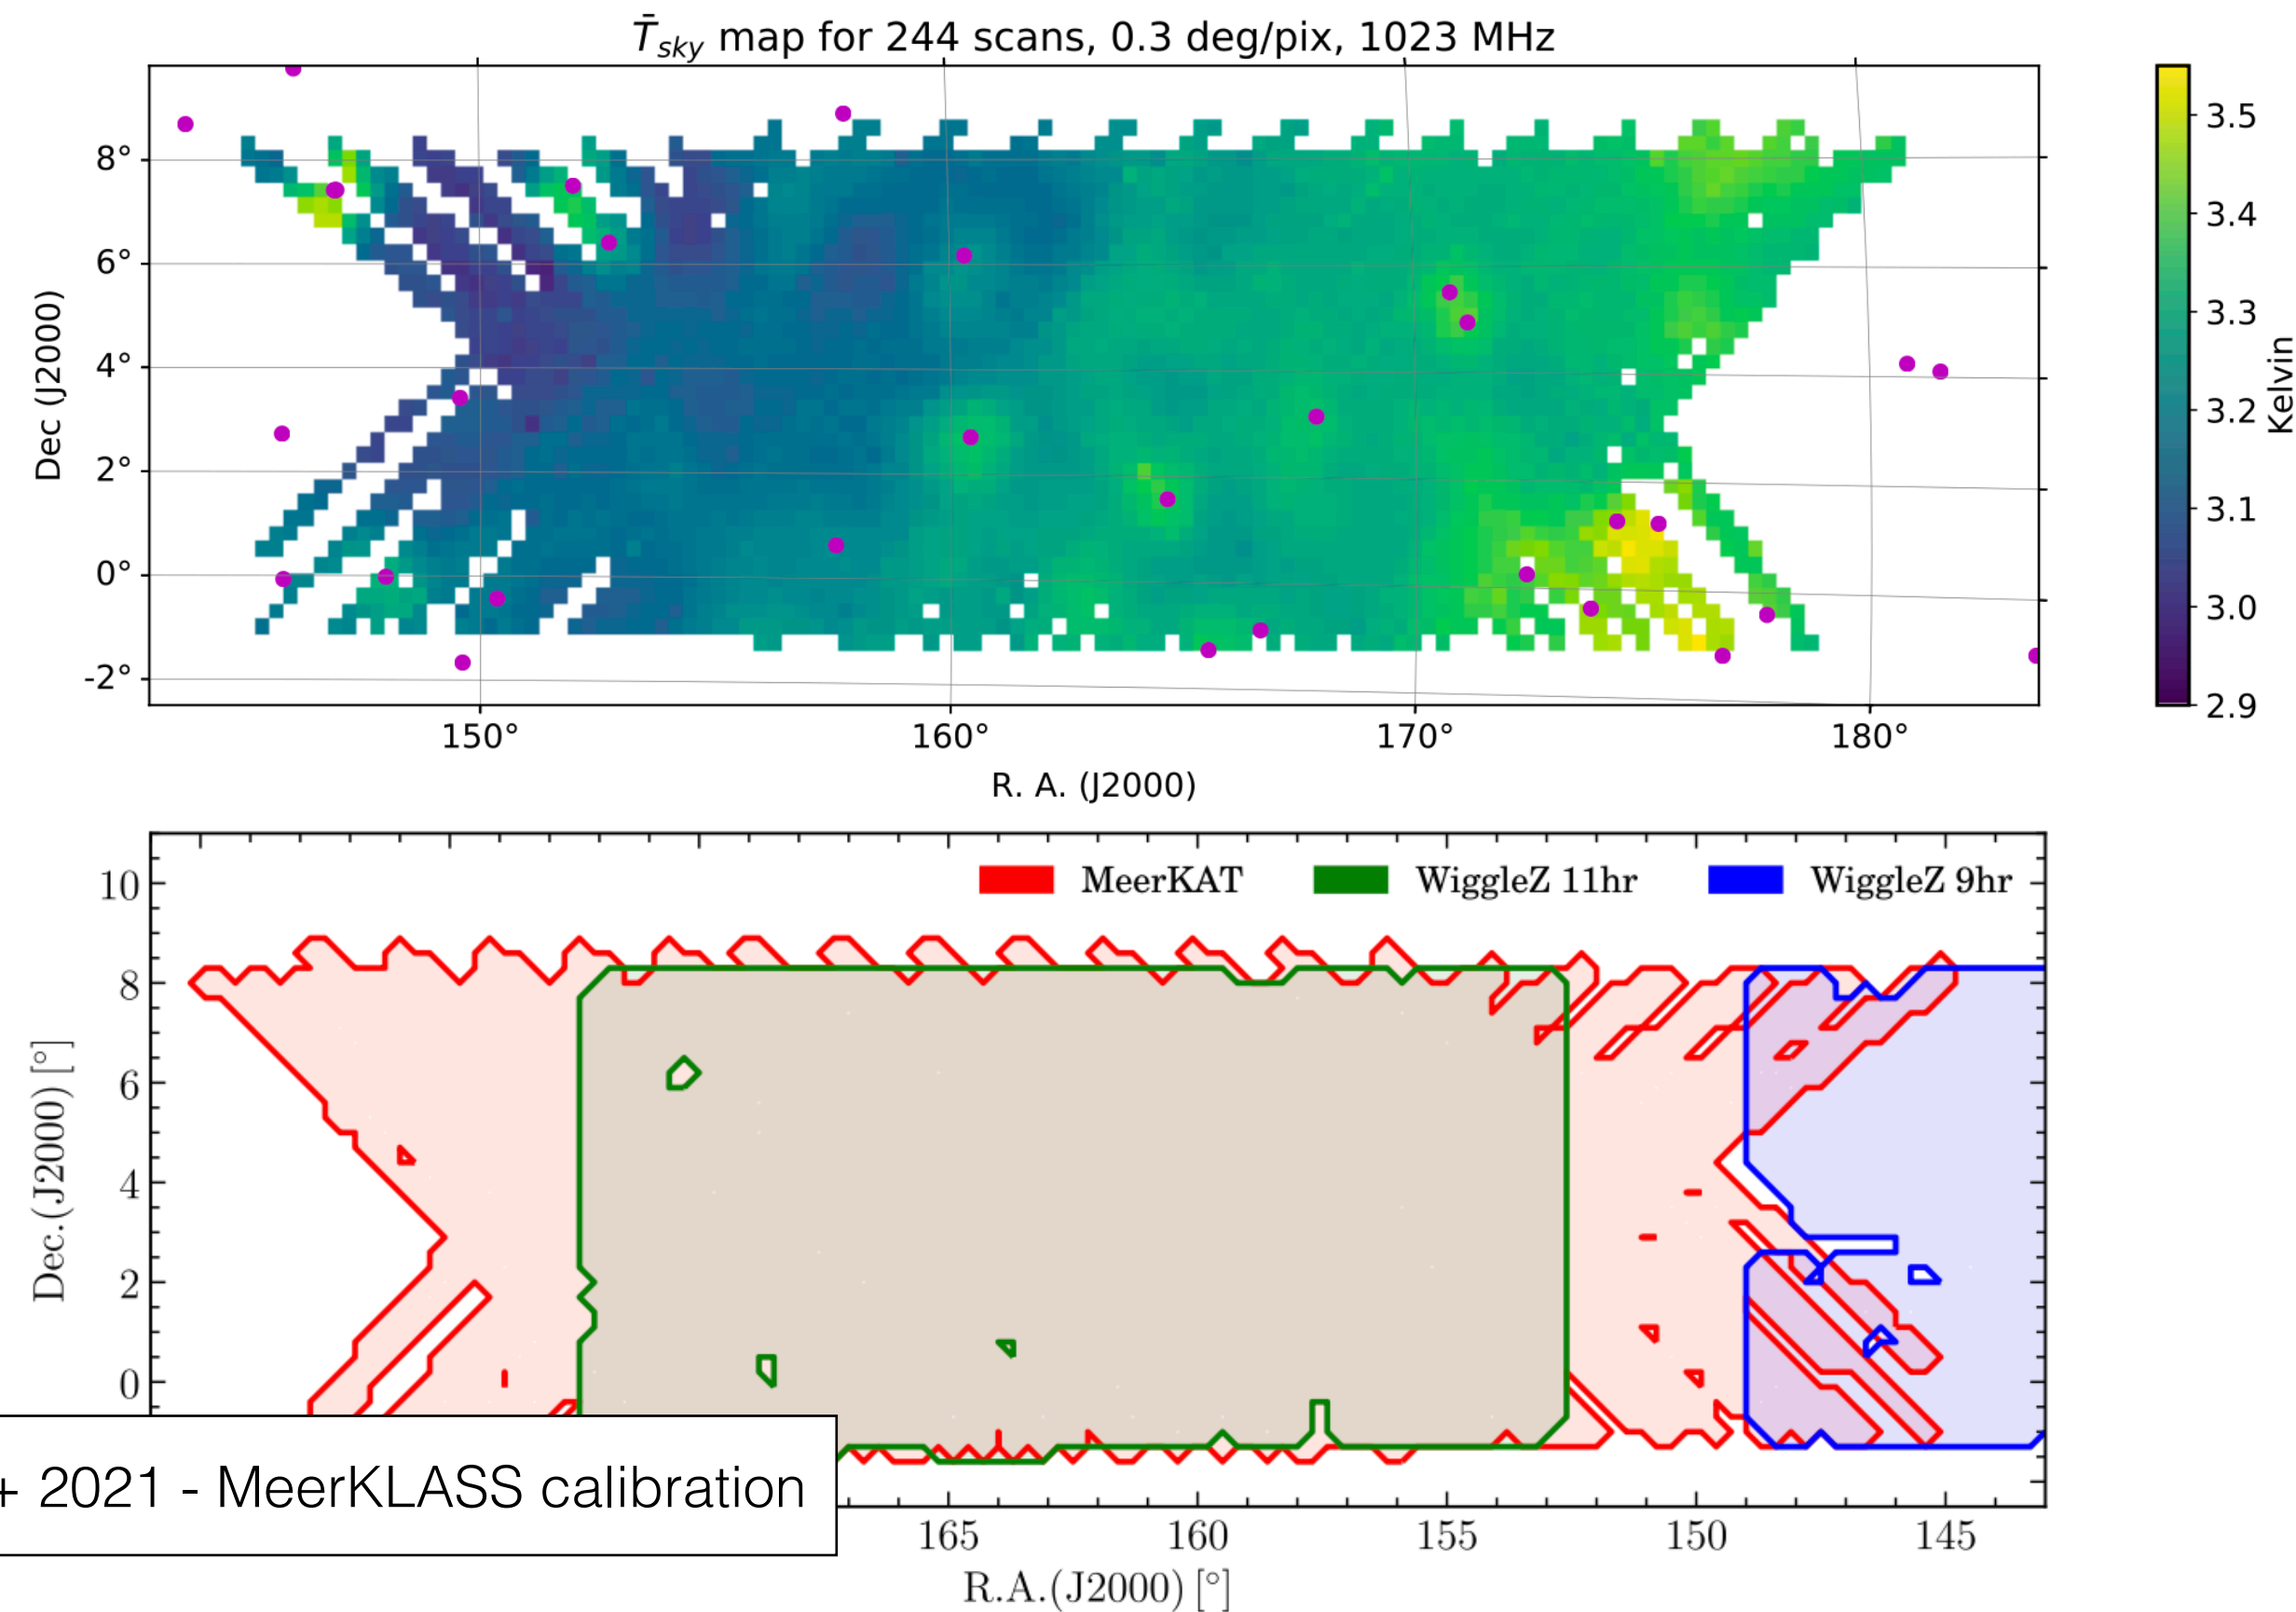 T̄sky map for 244 scans, 0.3 deg/pix, 1023 MHz
8°
6°
4°
2°
0°
-2°
Dec (J2000)
150°
160°
170°
180°
R. A. (J2000)
3.5
3.4
3.3
3.2
3.1
3.0
2.9
Kelvin
MeerKAT
WiggleZ 11hr
WiggleZ 9hr
10
8
6
4
2
0
Dec.(J2000) [°]
+ 2021 - MeerKLASS calibration
165
160
155
150
145
R.A.(J2000) [°]